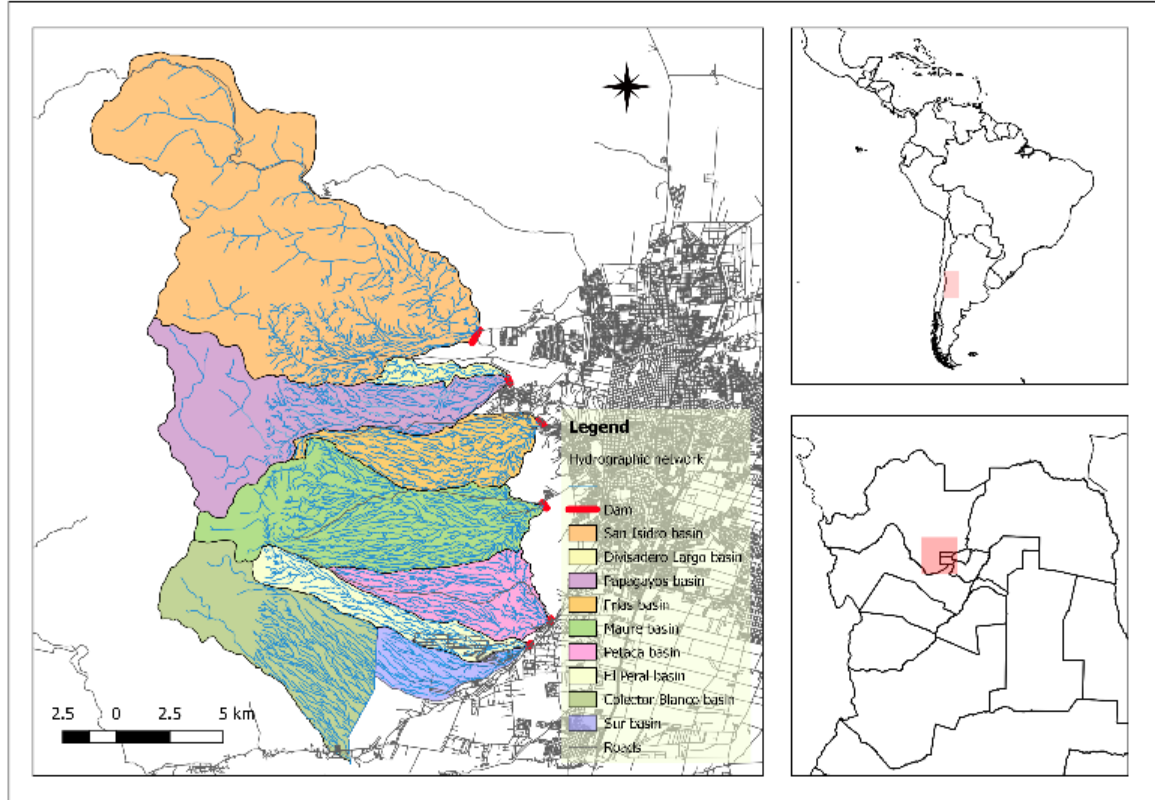 Legend
Hydrographic network
Dam
San Isidro basin
Divisadero Largo basin
Papagayos basin
Frias basin
Maure basin
Petaca basin
El Peral basin
Colector Blanco basin
Sur basin
Roads
2.5 0 2.5 5 km